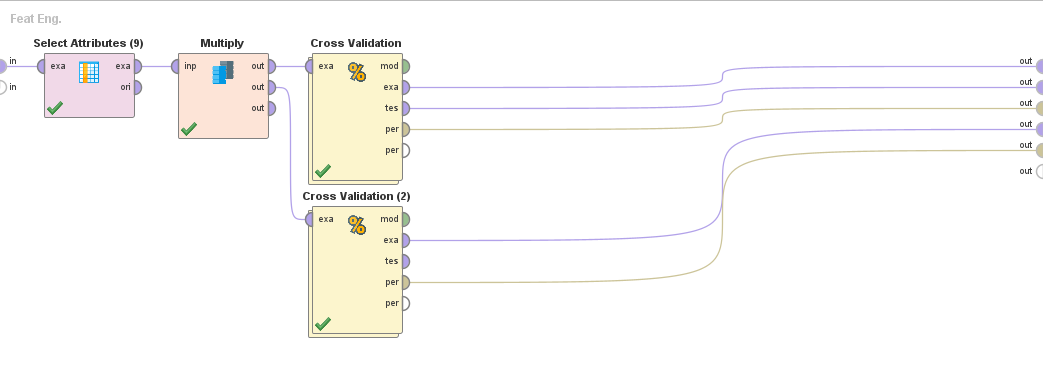 Feat Eng.
Select Attributes (9)
Multiply
Cross Validation
in
in
exa
exa
ori
inp
out
out
out
exa
mod
exa
tes
per
per
Cross Validation (2)
exa
mod
exa
tes
per
per
out
out
out
out
out
out